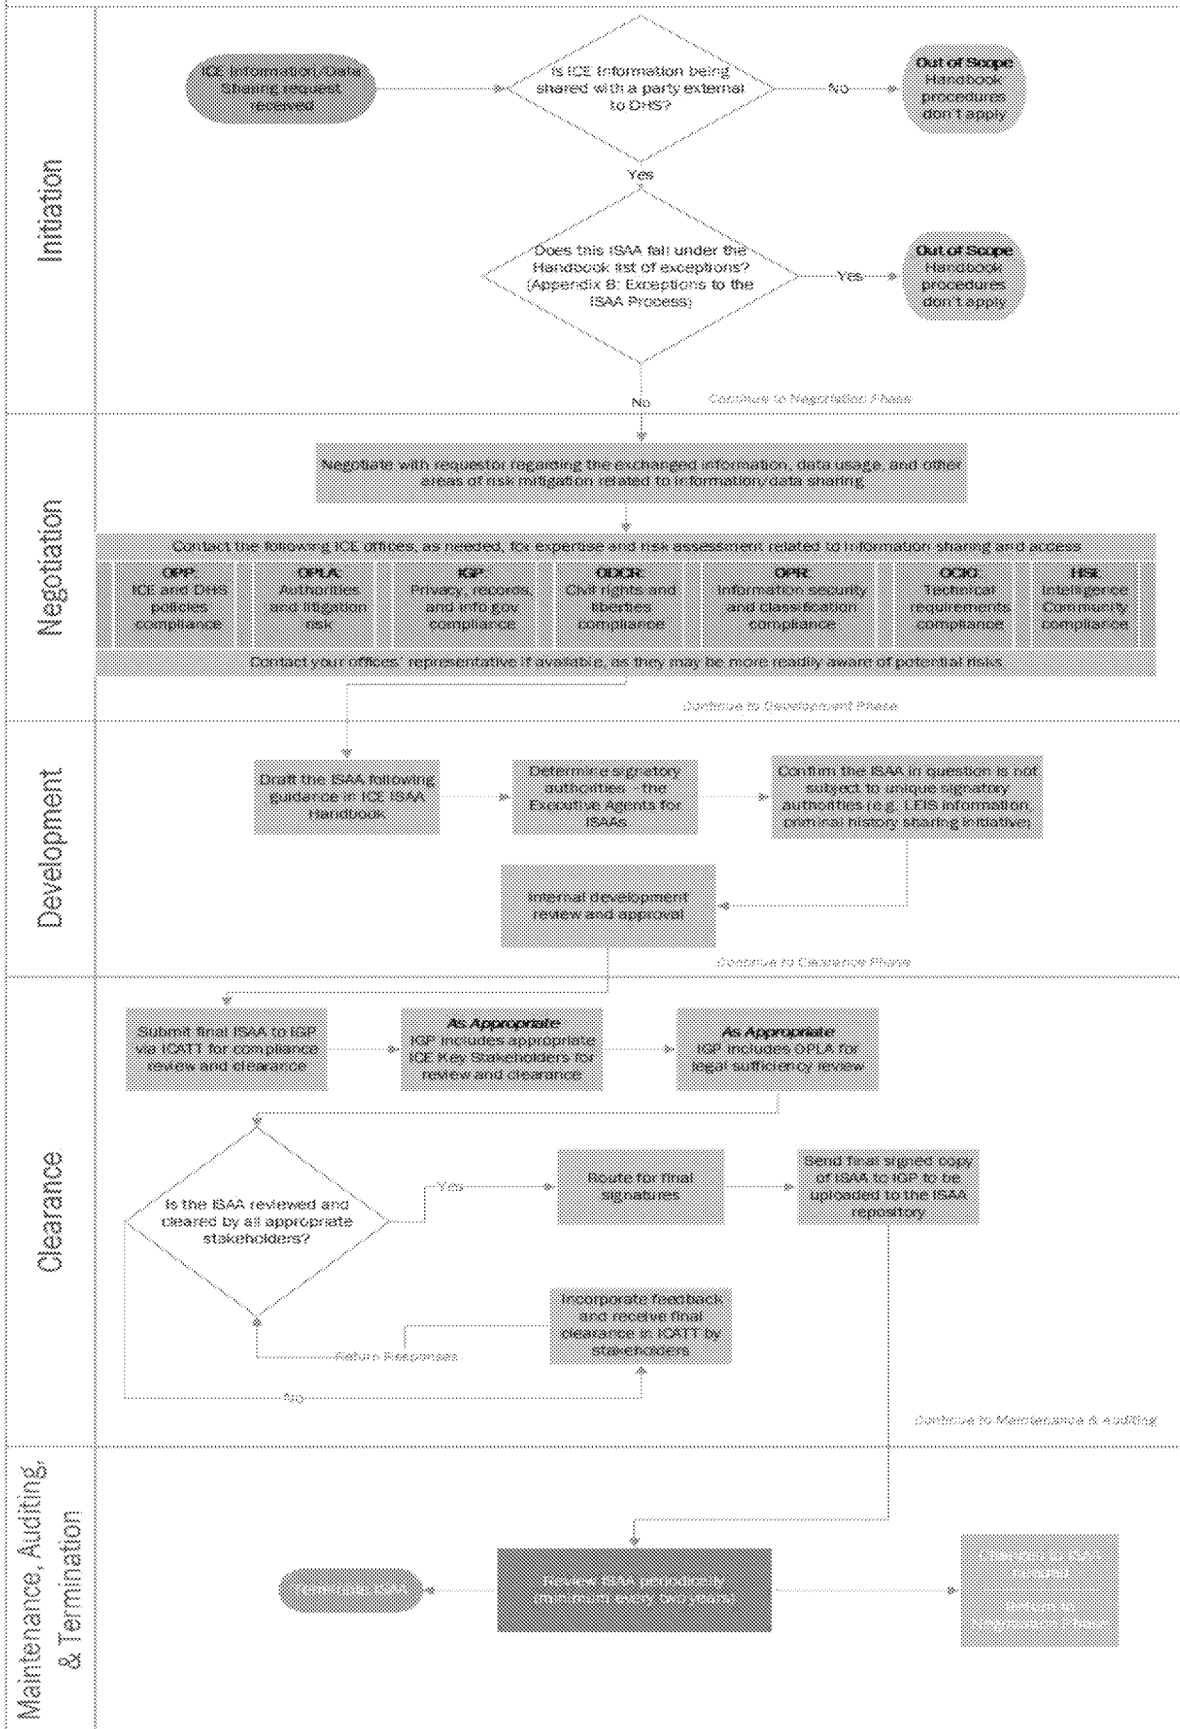 Initiation
ICE Information/Data
Sharing request
received
Is ICE Information being
shared with a party external
to DHS?
No
Out of Scope
Handbook
procedures
don't apply
Yes
Does this ISAA fall under the
Handbook list of exceptions?
(Appendix B: Exceptions to the
ISAA Process)
Yes
Out of Scope
Handbook
procedures
don't apply
No
Continue to Negotiation Phase
Negotiation
Negotiate with requestor regarding the exchanged information, data usage, and other
areas of risk mitigation related to information/data sharing
Contact the following ICE offices, as needed, for expertise and risk assessment related to information sharing and access
OPP:
ICE and DHS
policies
compliance
OPLA:
Authorities
and litigation
risk
IGP:
Privacy, records,
and info gov
compliance
ODCR:
Civil rights and
liberties
compliance
OPR:
Information security
and classification
compliance
OCIO:
Technical
requirements
compliance
HSI:
Intelligence
Community
compliance
Contact your offices' representative if available, as they may be more readily aware of potential risks
Continue to Development Phase
Development
Draft the ISAA following
guidance in ICE ISAA
Handbook
Determine signatory
authorities - the
Executive Agents for
ISAAs
Confirm the ISAA in question is not
subject to unique signatory
authorities (e.g. LEIS information,
criminal history sharing initiative)
Internal development
review and approval
Continue to Clearance Phase
Clearance
Submit final ISAA to IGP
via ICATT for compliance
review and clearance
As Appropriate
IGP includes appropriate
ICE Key Stakeholders for
review and clearance
As Appropriate
IGP includes OPLA for
legal sufficiency review
Is the ISAA reviewed and
cleared by all appropriate
stakeholders?
Yes
Route for final
signatures
Send final signed copy
of ISAA to IGP to be
uploaded to the ISAA
repository
Incorporate feedback
and receive final
clearance in ICATT by
stakeholders
Return Responses
No
Continue to Maintenance & Auditing
Maintenance, Auditing,
& Termination
Terminate ISAA
Review ISAA periodically
(minimum every two years)
Changes to ISAA
needed
Return to
Negotiation Phase